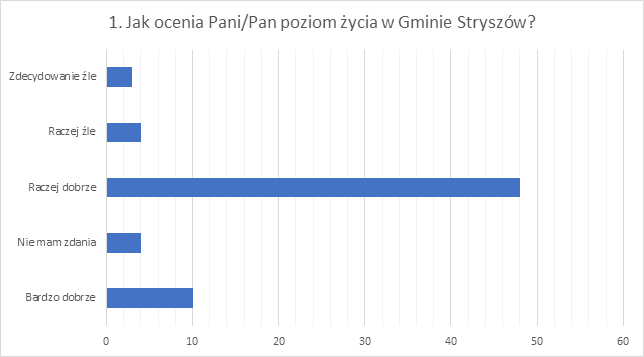 1. Jak ocenia Pani/Pan poziom życia w Gminie Stryszów?
Zdecydowanie źle
Raczej źle
Raczej dobrze
Nie mam zdania
Bardzo dobrze
0 10 20 30 40 50 60